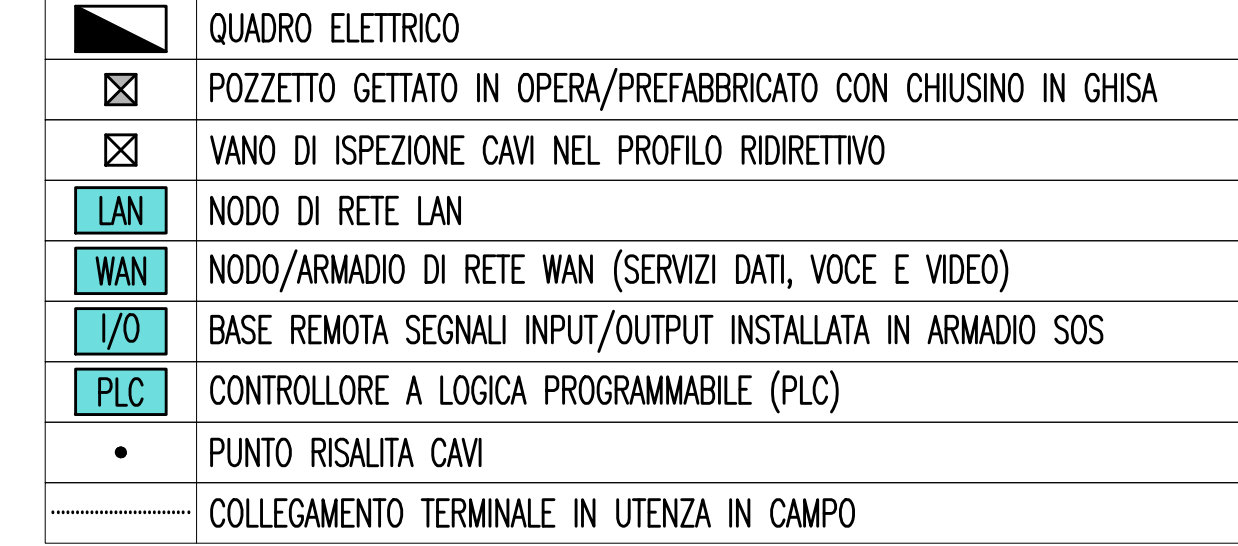 QUADRO ELETTRICO
POZZETTO GETTATO IN OPERA/PREFABBRICATO CON CHIUSINO IN GHISA
VANO DI ISPEZIONE CAVI NEL PROFILO RIDIRETTIVO
LAN NODO DI RETE LAN
WAN NODO/ARMADIO DI RETE WAN (SERVIZI DATI, VOCE E VIDEO)
I/O BASE REMOTA SEGNALI INPUT/OUTPUT INSTALLATA IN ARMADIO SOS
PLC CONTROLLORE A LOGICA PROGRAMMABILE (PLC)
PUNTO RISALITA CAVI
COLLEGAMENTO TERMINALE IN UTENZA IN CAMPO